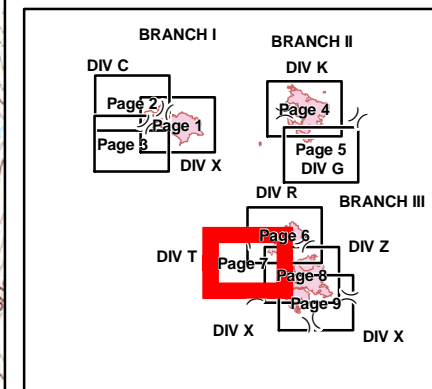 BRANCH I
BRANCH II
DIV C
DIV K
Page 2
Page 1
Page 3
DIV X
Page 4
Page 5
DIV G
DIV R
BRANCH III
Page 6
DIV Z
DIV T
Page 7
Page 8
Page 9
DIV X
DIV X